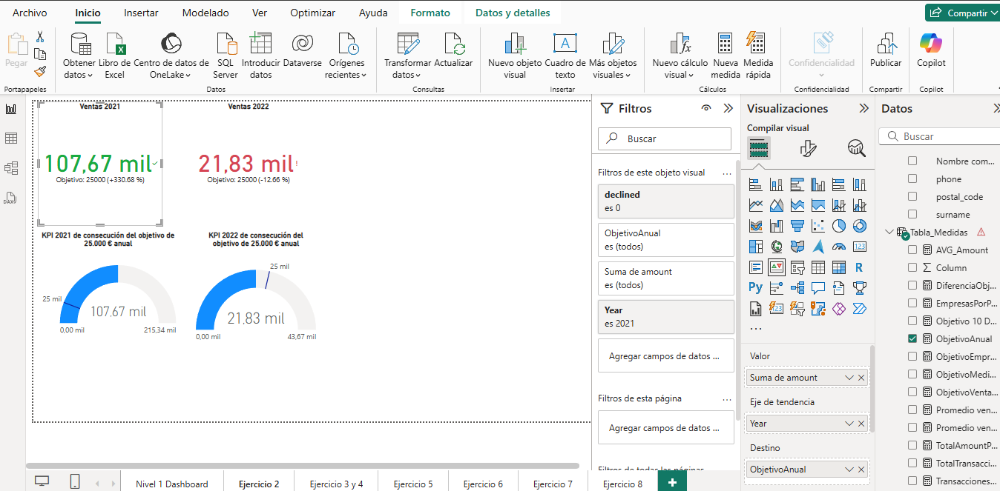 Archivo Inicio Insertar Modelado Ver Optimizar Ayuda Formato Datos y detalles Compartir
Pegar
Obtener datos
Libro de Excel
Centro de datos de OneLake
SQL Server
Introducir datos
Dataverse
Orígenes recientes
Transformar datos
Actualizar
Nuevo objeto visual
Cuadro de texto
A
Más objetos visuales
Nuevo cálculo visual
fx
Nueva medida
Medida rápida
Confidencialidad
Publicar
Copilot
Portapapeles Datos Consultas Insertar Cálculos Confidencialidad Compartir Copilot
DAX
Ventas 2021
107,67 mil
Objetivo: 25000 (+330.68 %)
Ventas 2022
21,83 mil!
Objetivo: 25000 (-12.66 %)
KPI 2021 de consecución del objetivo de
25.000 € anual
25 mil
107,67 mil
0,00 mil 215,34 mil
KPI 2022 de consecución del
objetivo de 25.000 € anual
25 mil
21,83 mil
0,00 mil 43,67 mil
Filtros
Buscar
Filtros de este objeto visual ...
declined
es 0
ObjetivoAnual
es (todos)
Suma de amount
es (todos)
Year
es 2021
Agregar campos de datos ...
Filtros de esta página ...
Agregar campos de datos ...
Filtros de todas las páginas
Visualizaciones
Compilar visual
123
R
Py
123
...
Valor
Suma de amount
Eje de tendencia
Year
Destino
ObjetivoAnual
Datos
Buscar
Nombre com...
phone
postal_code
surname
Tabla_Medidas
AVG_Amount
Column
DiferenciaObj...
EmpresasPorP...
Objetivo 10 D...
ObjetivoAnual
ObjetivoEmpr...
ObjetivoMedi...
ObjetivoVenta...
Promedio ven...
Promedio ven...
TotalAmountP...
TotalTransacci...
Transacciones...
Nivel 1 Dashboard Ejercicio 2 Ejercicio 3 y 4 Ejercicio 5 Ejercicio 6 Ejercicio 7 Ejercicio 8 +